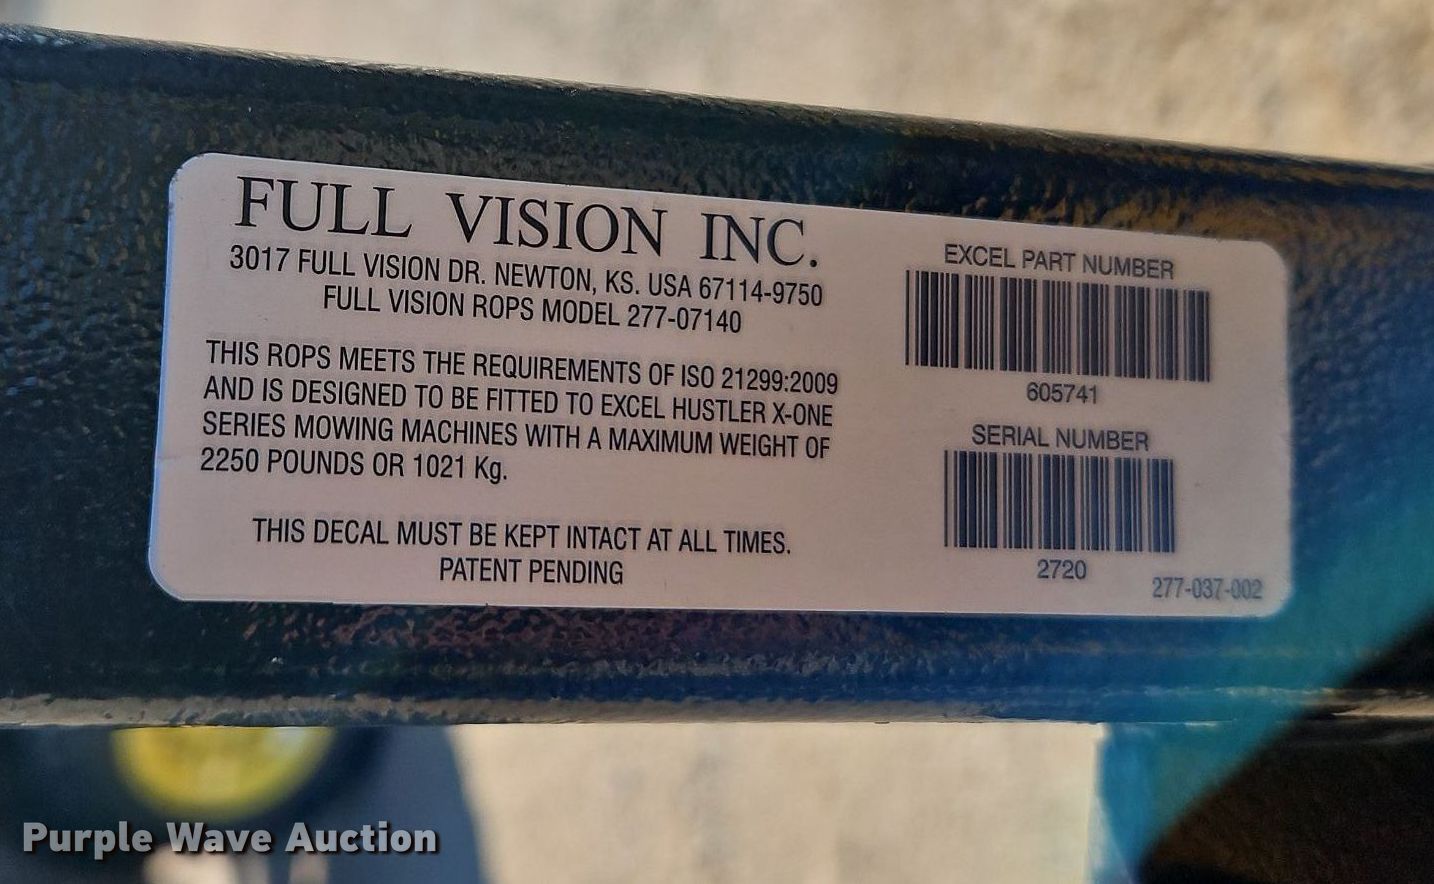 FULL VISION INC.
3017 FULL VISION DR. NEWTON, KS. USA 67114-9750
FULL VISION ROPS MODEL 277-07140
THIS ROPS MEETS THE REQUIREMENTS OF ISO 21299:2009
AND IS DESIGNED TO BE FITTED TO EXCEL HUSTLER X-ONE
SERIES MOWING MACHINES WITH A MAXIMUM WEIGHT OF
2250 POUNDS OR 1021 Kg.
THIS DECAL MUST BE KEPT INTACT AT ALL TIMES.
PATENT PENDING
EXCEL PART NUMBER
605741
SERIAL NUMBER
2720
277-037-002
Purple Wave Auction